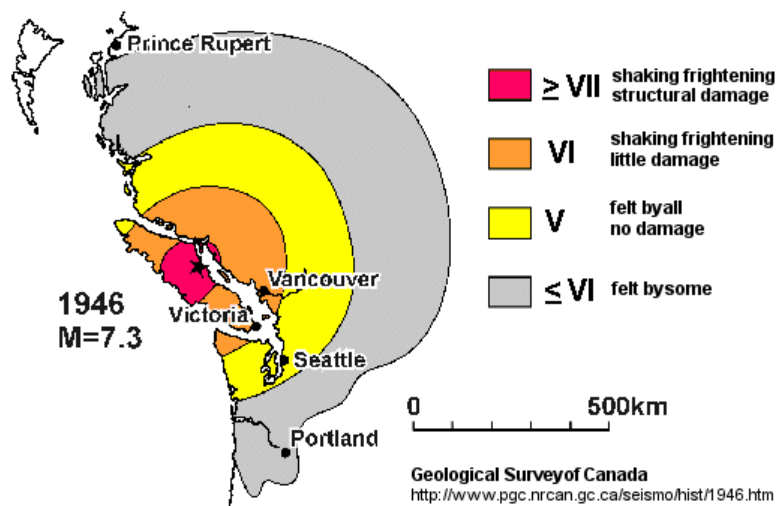 Prince Rupert
≥ VII shaking frightening
structural damage
VI shaking frightening
little damage
V felt byall
no damage
≤ VI felt bysome
Vancouver
1946
M=7.3
Victoria
Seattle
Portland
0 500km
Geological Surveyof Canada
http://www.pgc.nrcan.gc.ca/seismo/hist/1946.htm